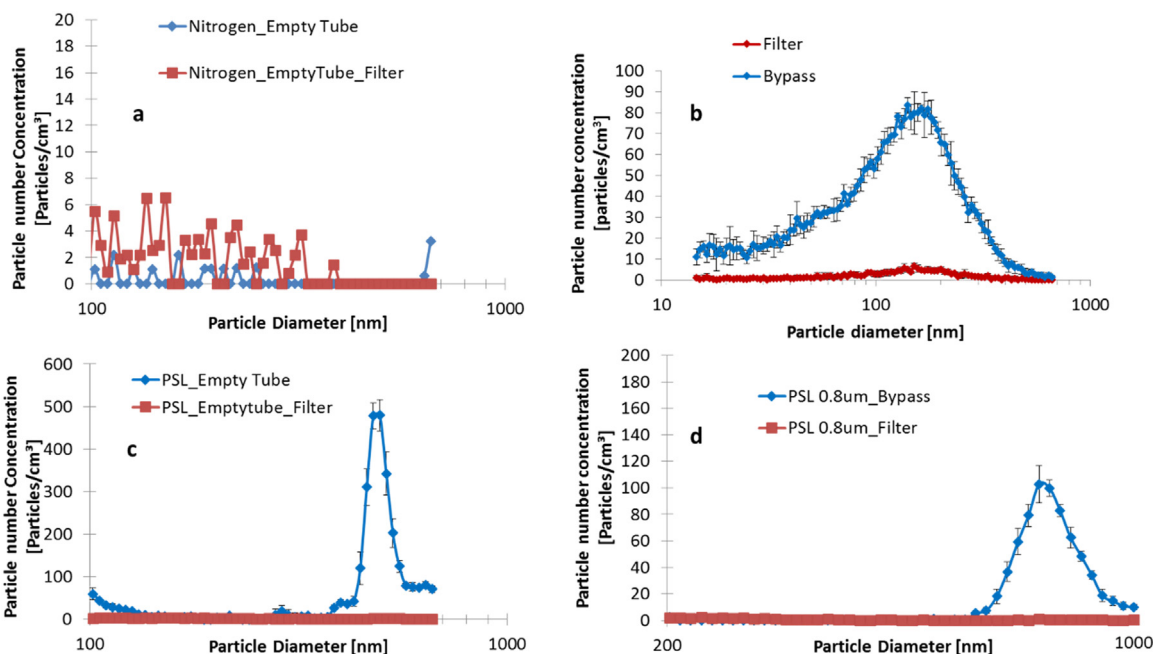 Particle number Concentration
[Particles/cm³]
20
18
16
14
12
10
8
6
4
2
0
Nitrogen_Empty Tube
Nitrogen_EmptyTube_Filter
a
100
1000
Particle Diameter [nm]
Particle number concentration
[particles/cm³]
100
90
80
70
60
50
40
30
20
10
0
Filter
Bypass
b
10
100
1000
Particle diameter [nm]
Particle number Concentration
[Particles/cm³]
600
500
400
300
200
100
0
PSL_Empty Tube
PSL_Emptytube_Filter
c
100
1000
Particle Diameter [nm]
Particle number concentration
[Particles/cm³]
200
180
160
140
120
100
80
60
40
20
0
PSL 0.8um_Bypass
PSL 0.8um_Filter
d
200
1000
Particle Diameter [nm]